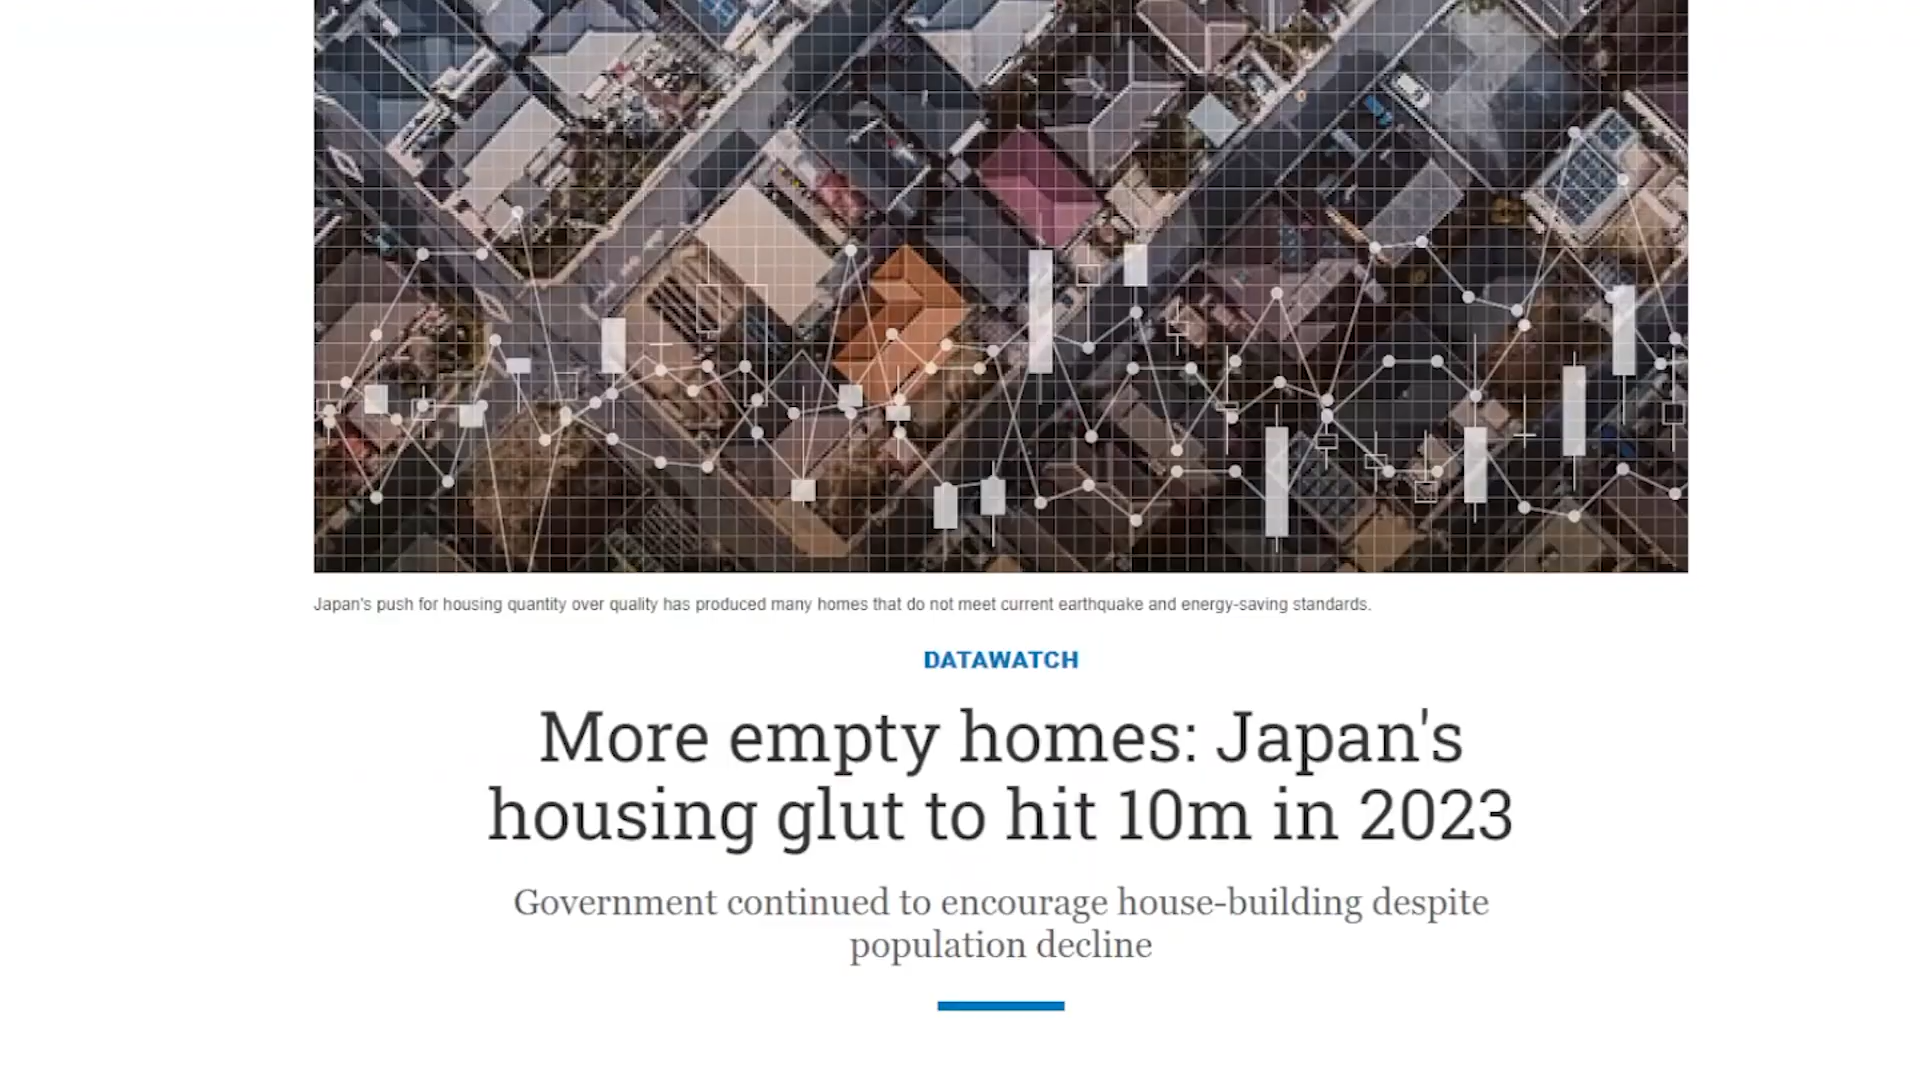 Japan's push for housing quantity over quality has produced many homes that do not meet current earthquake and energy-saving standards.
DATAWATCH
More empty homes: Japan's
housing glut to hit 10m in 2023
Government continued to encourage house-building despite
population decline